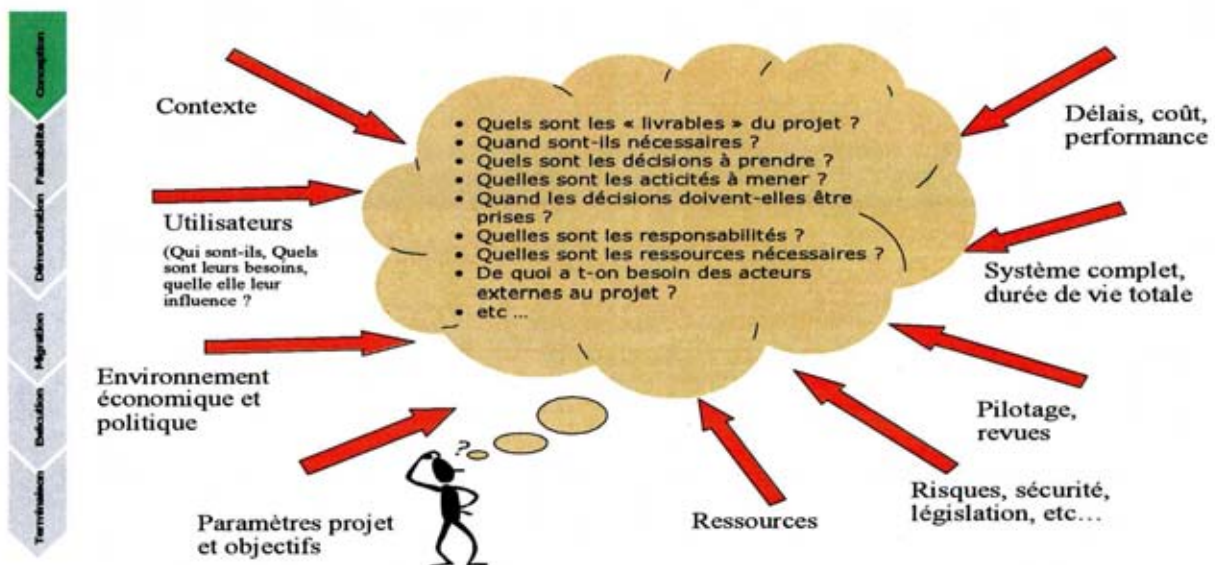 Conception
Faisabilité
Démonstration
Migration
Exécution
Terminaison
Contexte
Utilisateurs
(Qui sont-ils, Quels
sont leurs besoins,
quelle elle leur
influence ?
Environnement
économique et
politique
Paramètres projet
et objectifs
• Quels sont les « livrables » du projet ?
• Quand sont-ils nécessaires ?
• Quels sont les décisions à prendre ?
• Quelles sont les acticités à mener ?
• Quand les décisions doivent-elles être
prises ?
• Quelles sont les responsabilités ?
• Quelles sont les ressources nécessaires ?
• De quoi a t-on besoin des acteurs
externes au projet ?
• etc ...
?
Délais, coût,
performance
Système complet,
durée de vie totale
Pilotage,
revues
Risques, sécurité,
législation, etc...
Ressources